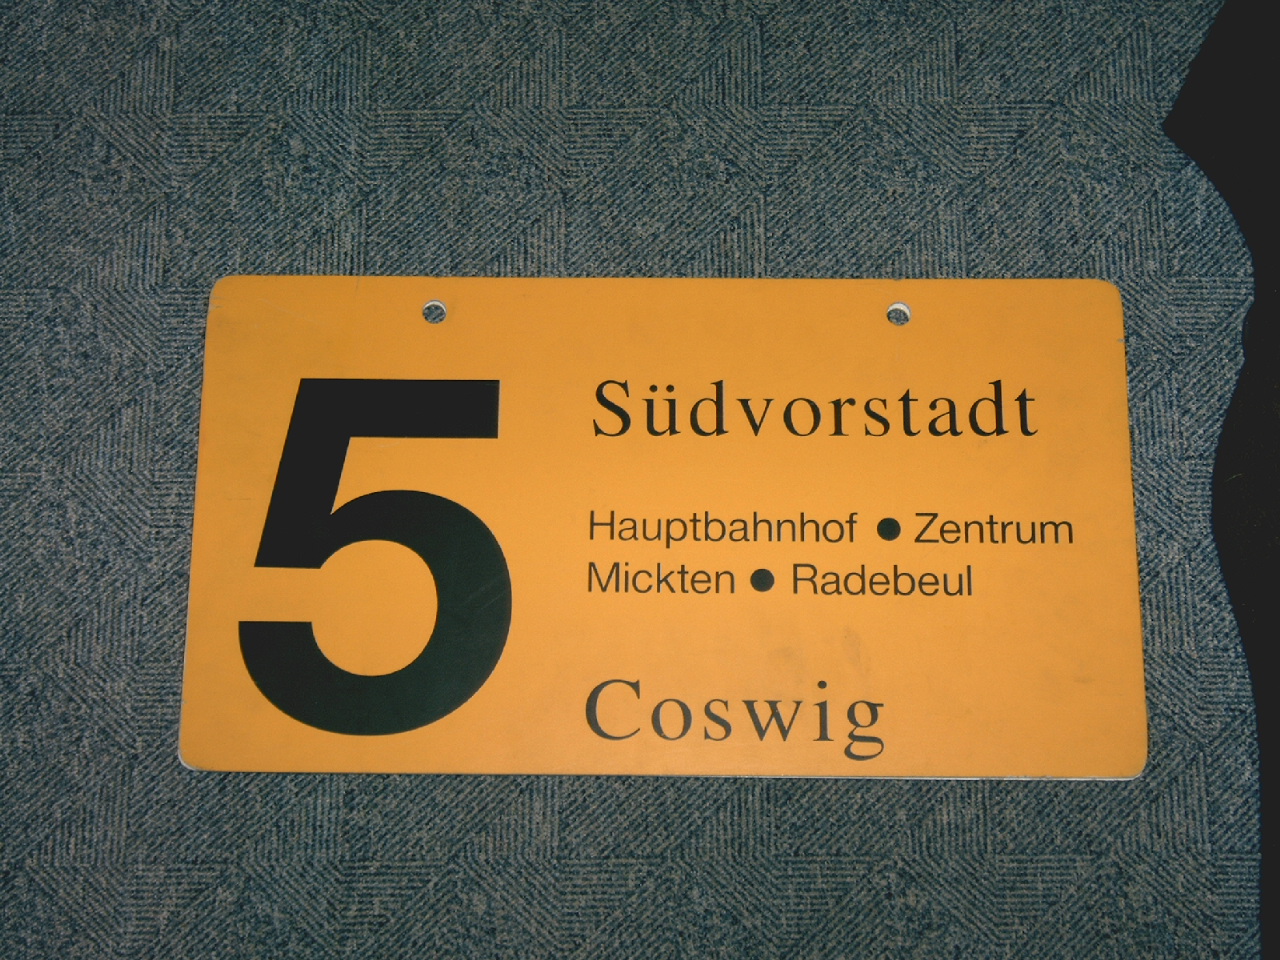 5
Südvorstadt
Hauptbahnhof ● Zentrum
Mickten ● Radebeul
Coswig